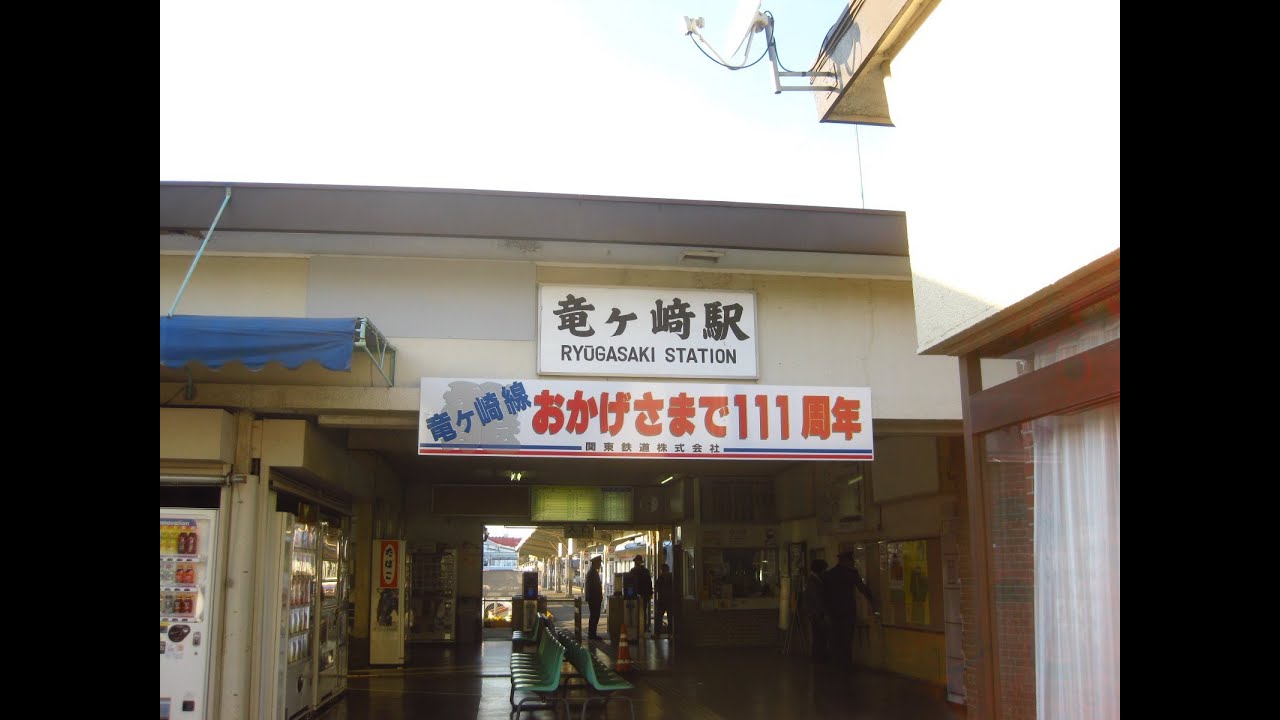 竜ヶ﨑駅
RYŪGASAKI STATION
竜ヶ崎線 おかげさまで111周年
関東鉄道株式会社
たばこ